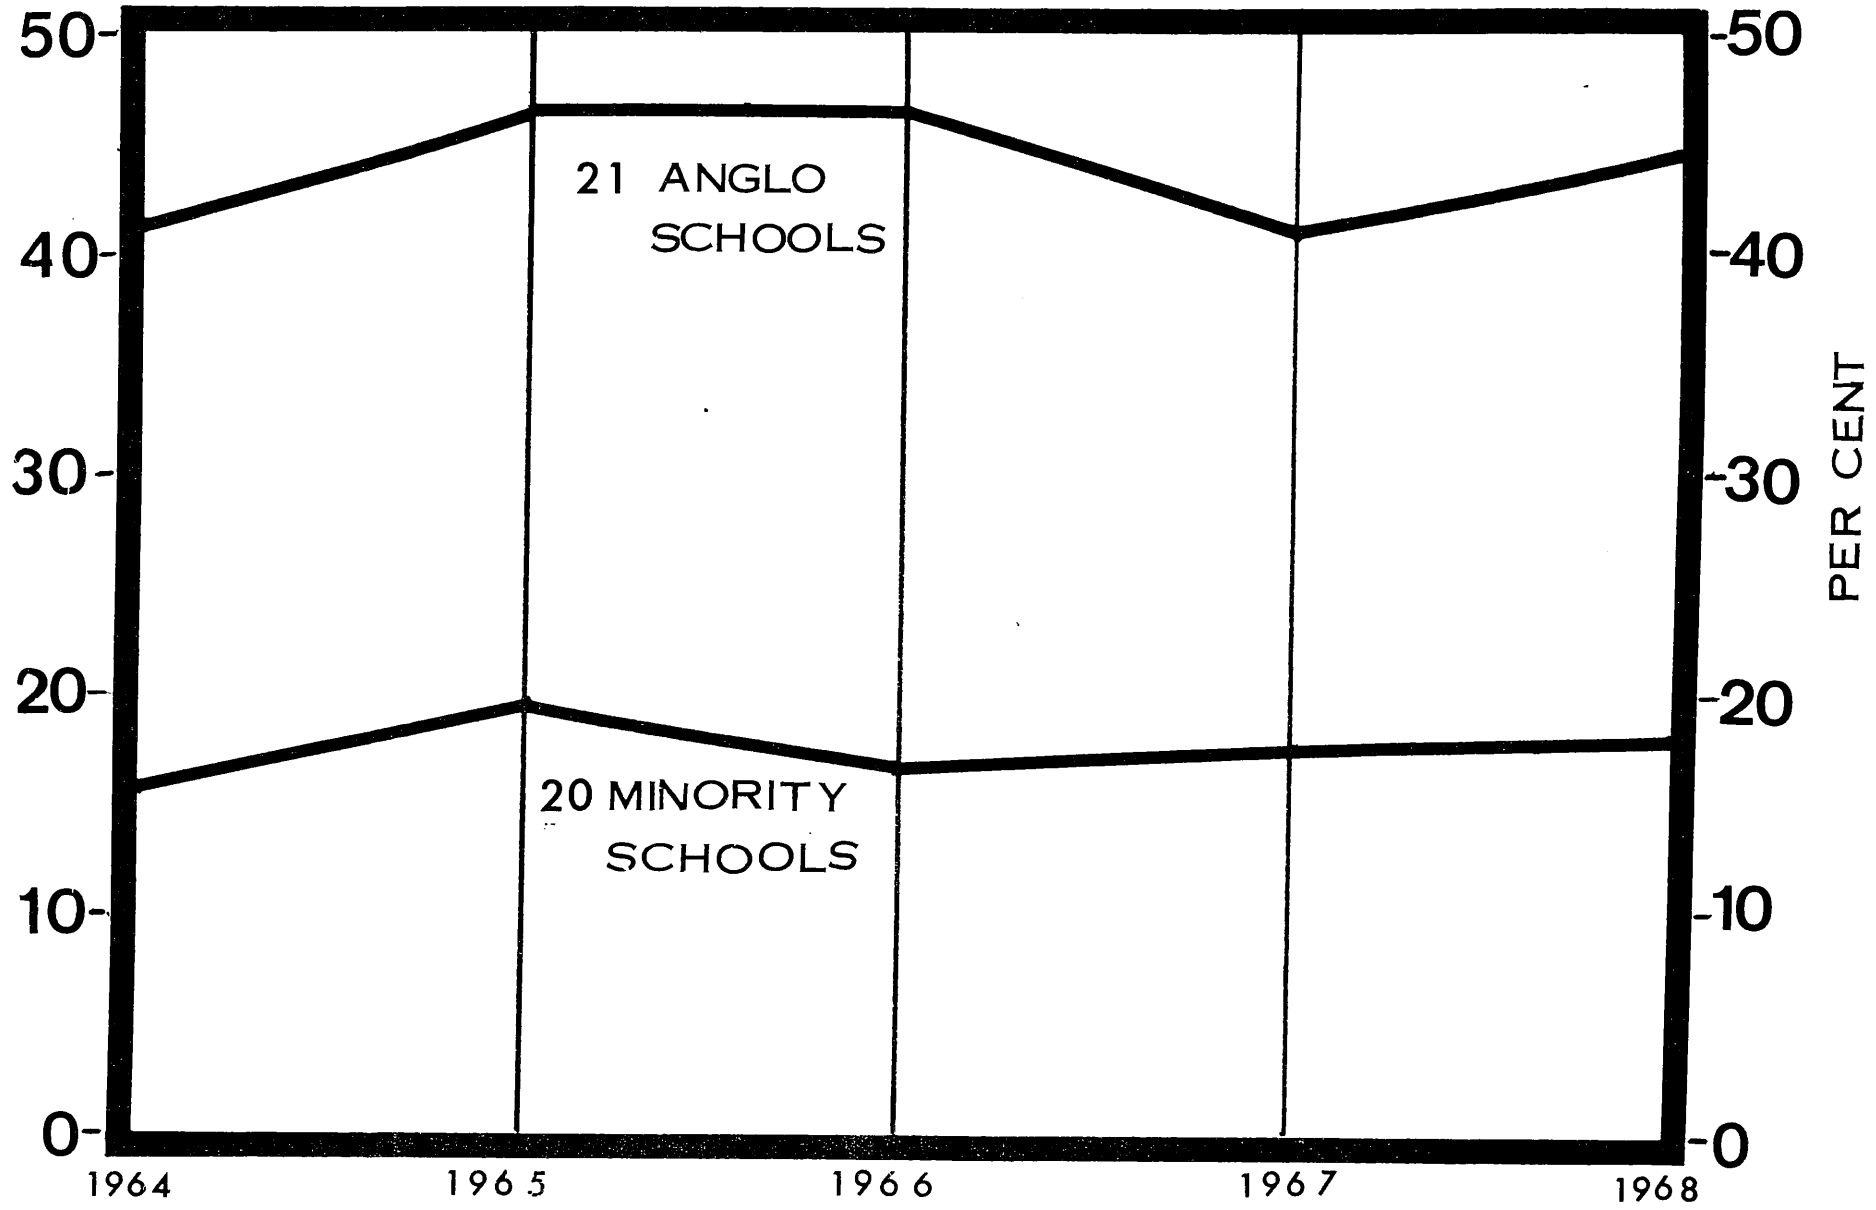 50- -50
21 ANGLO
SCHOOLS
40- -40
PER CENT
30- -30
20- -20
20 MINORITY
SCHOOLS
10- -10
0- -0
1964 1965 1966 1967 1968